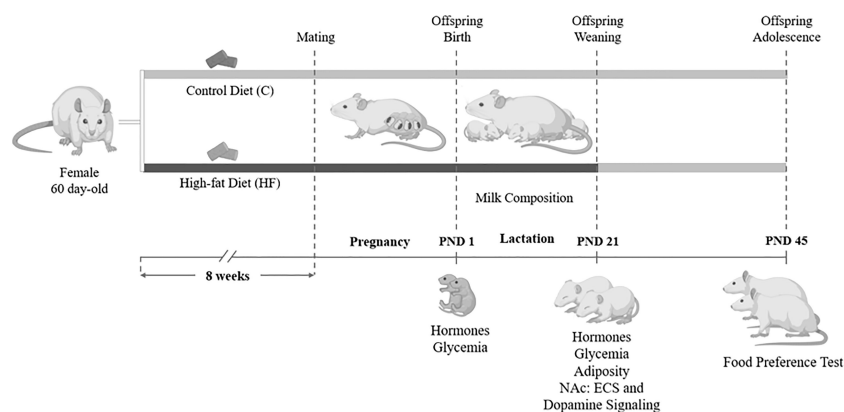 Mating
Offspring
Birth
Offspring
Weaning
Offspring
Adolescence
Control Diet (C)
Female
60 day-old
High-fat Diet (HF)
Milk Composition
Pregnancy
PND 1
Lactation
PND 21
PND 45
8 weeks
Hormones
Glycemia
Hormones
Glycemia
Adiposity
NAc: ECS and
Dopamine Signaling
Food Preference Test